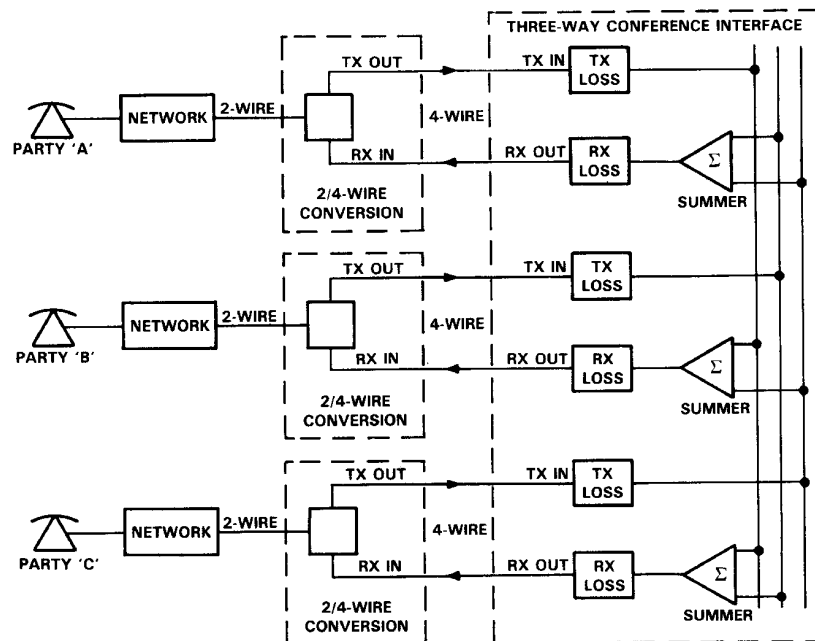 THREE-WAY CONFERENCE INTERFACE
TX OUT
TX IN
TX
LOSS
2-WIRE
NETWORK
4-WIRE
PARTY 'A'
RX IN
RX OUT
RX
LOSS
Σ
SUMMER
2/4-WIRE
CONVERSION
TX OUT
TX IN
TX
LOSS
2-WIRE
NETWORK
4-WIRE
PARTY 'B'
RX IN
RX OUT
RX
LOSS
Σ
SUMMER
2/4-WIRE
CONVERSION
TX OUT
TX IN
TX
LOSS
2-WIRE
NETWORK
4-WIRE
PARTY 'C'
RX IN
RX OUT
RX
LOSS
Σ
SUMMER
2/4-WIRE
CONVERSION